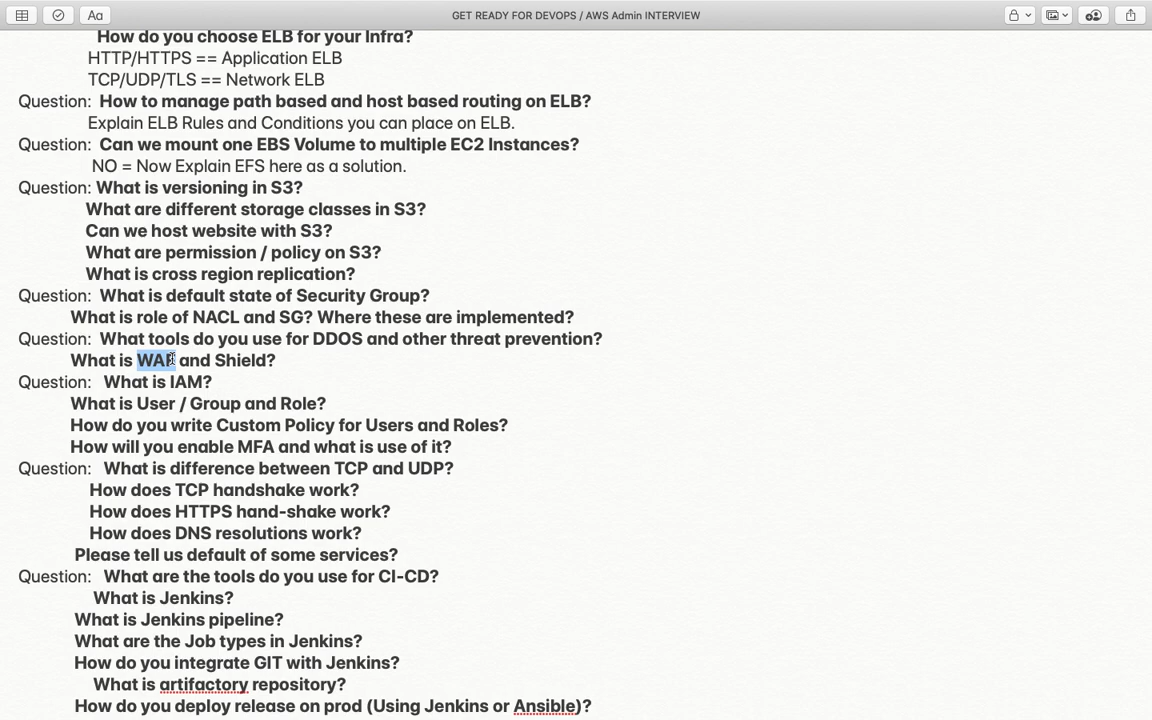 Aa
GET READY FOR DEVOPS / AWS Admin INTERVIEW
How do you choose ELB for your Infra?
HTTP/HTTPS == Application ELB
TCP/UDP/TLS == Network ELB
Question: How to manage path based and host based routing on ELB?
Explain ELB Rules and Conditions you can place on ELB.
Question: Can we mount one EBS Volume to multiple EC2 Instances?
NO = Now Explain EFS here as a solution.
Question: What is versioning in S3?
What are different storage classes in S3?
Can we host website with S3?
What are permission / policy on S3?
What is cross region replication?
Question: What is default state of Security Group?
What is role of NACL and SG? Where these are implemented?
Question: What tools do you use for DDOS and other threat prevention?
What is WAF and Shield?
Question: What is IAM?
What is User / Group and Role?
How do you write Custom Policy for Users and Roles?
How will you enable MFA and what is use of it?
Question: What is difference between TCP and UDP?
How does TCP handshake work?
How does HTTPS hand-shake work?
How does DNS resolutions work?
Please tell us default of some services?
Question: What are the tools do you use for CI-CD?
What is Jenkins?
What is Jenkins pipeline?
What are the Job types in Jenkins?
How do you integrate GIT with Jenkins?
What is artifactory repository?
How do you deploy release on prod (Using Jenkins or Ansible)?